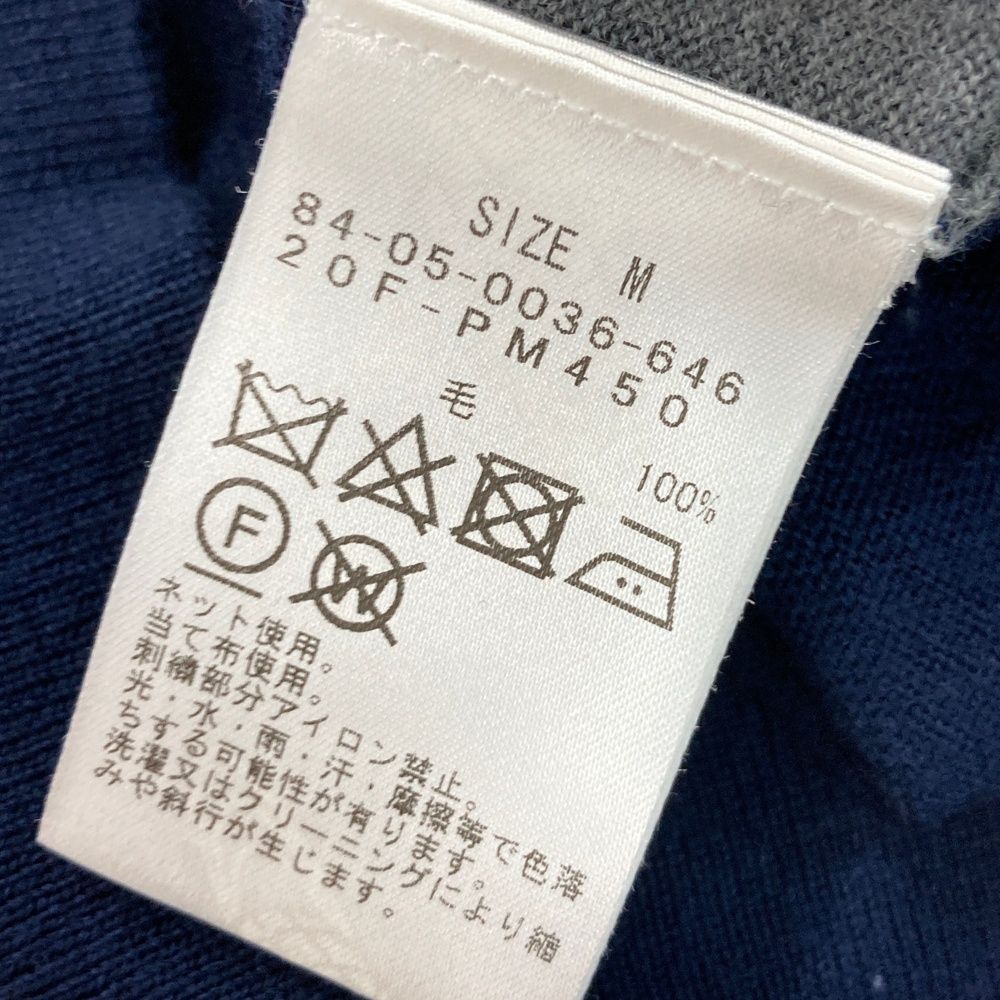 SIZE M
84-05-0036-646
20F-PM450
毛 100%
F
W
ネット使用。
当て布使用。
刺繍部分アイロン禁止。
光・水・雨・汗・摩擦等で色落
ちする可能性が有ります。
洗濯又はクリーニングにより縮
みや斜行が生じます。